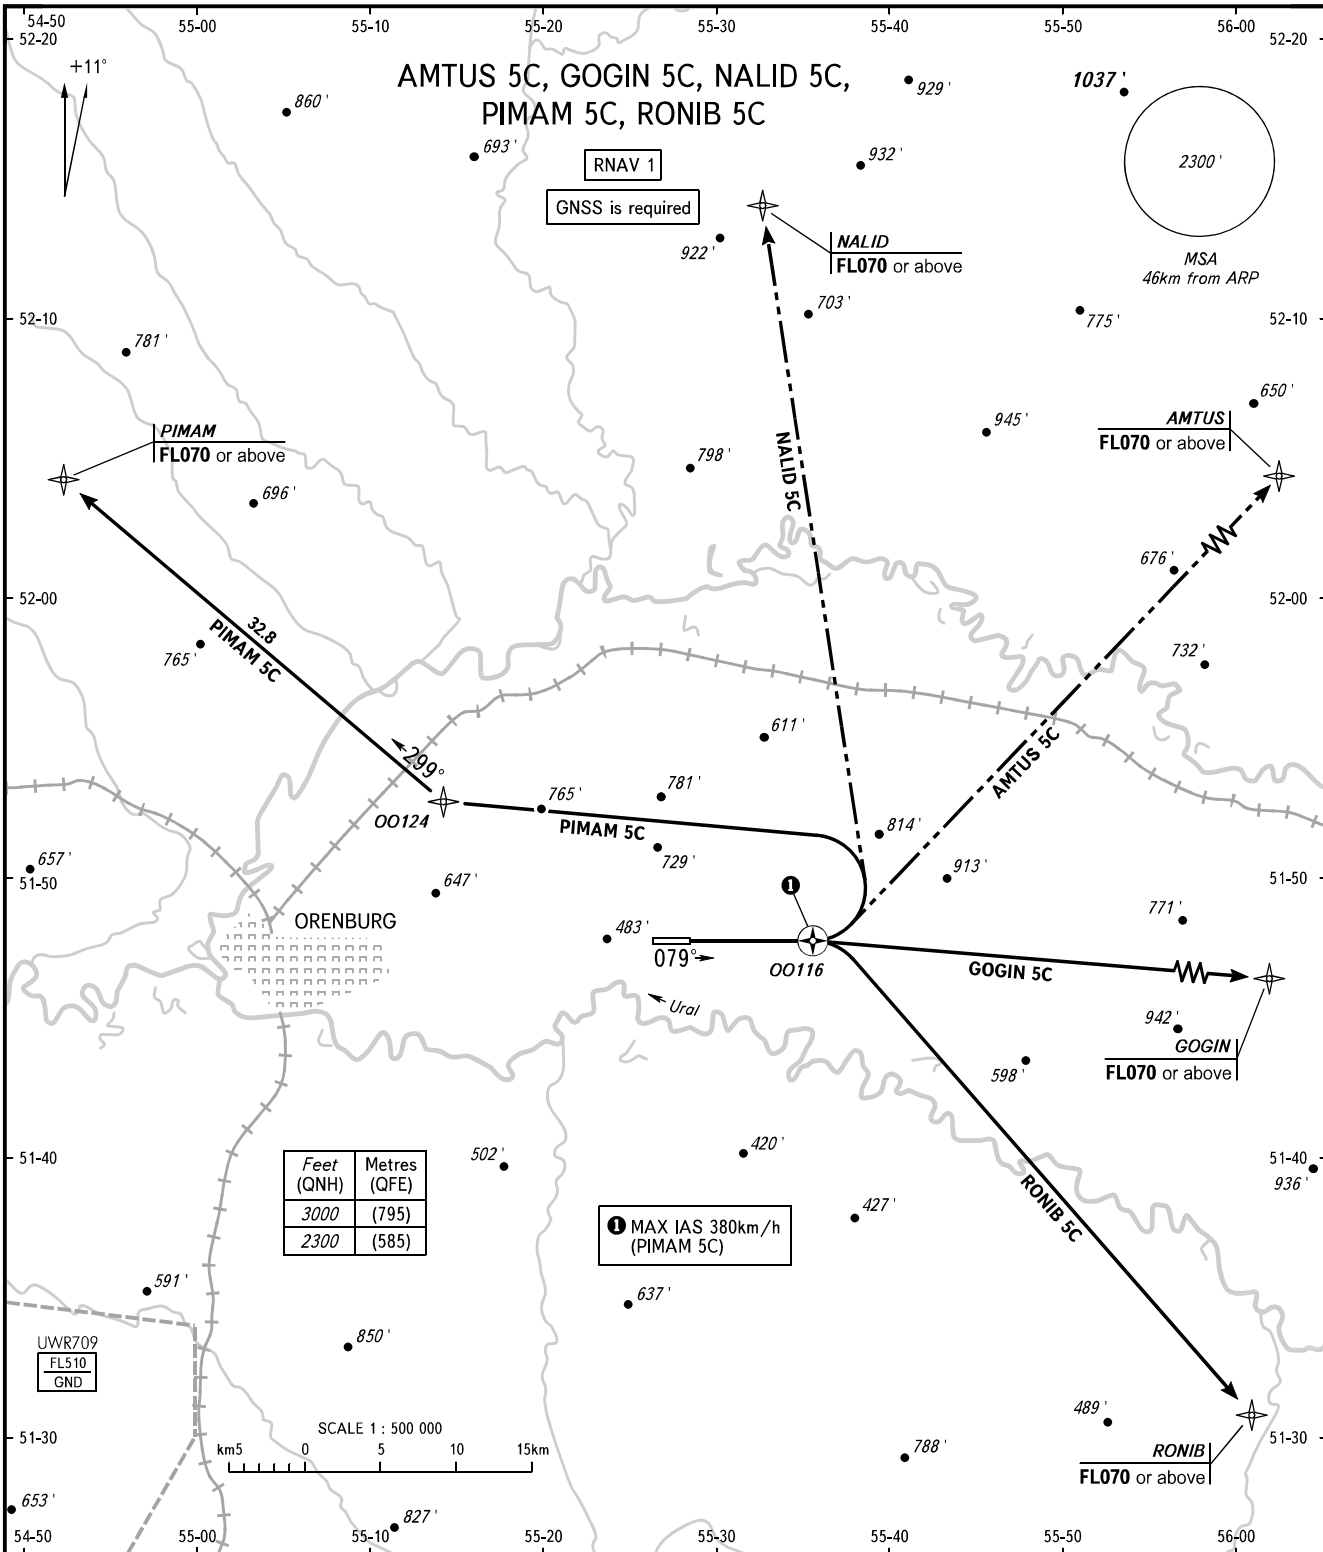 54-50
55-00
55-10
55-20
55-30
55-40
55-50
56-00
52-20
52-20
+11°
AMTUS 5C, GOGIN 5C, NALID 5C,
PIMAM 5C, RONIB 5C
860'
693'
929'
1037'
932'
2300'
RNAV 1
GNSS is required
922'
NALID
FL070 or above
MSA
46km from ARP
703'
775'
52-10
52-10
781'
650'
PIMAM
FL070 or above
AMTUS
FL070 or above
945'
798'
NALID 5C
696'
676'
52-00
52-00
32.8
PIMAM 5C
765'
732'
611'
299°
AMTUS 5C
OO124
765'
781'
PIMAM 5C
729'
814'
657'
51-50
647'
913'
51-50
1
771'
ORENBURG
483'
079°
OO116
GOGIN 5C
Ural
942'
GOGIN
FL070 or above
598'
51-40
502'
420'
51-40
936'
Feet
(QNH)
Metres
(QFE)
3000
(795)
2300
(585)
RONIB 5C
427'
1 MAX IAS 380km/h
(PIMAM 5C)
591'
637'
850'
UWR709
FL510
GND
SCALE 1 : 500 000
km5
0
5
10
15km
489'
788'
51-30
51-30
RONIB
FL070 or above
653'
827'
54-50
55-00
55-10
55-20
55-30
55-40
55-50
56-00